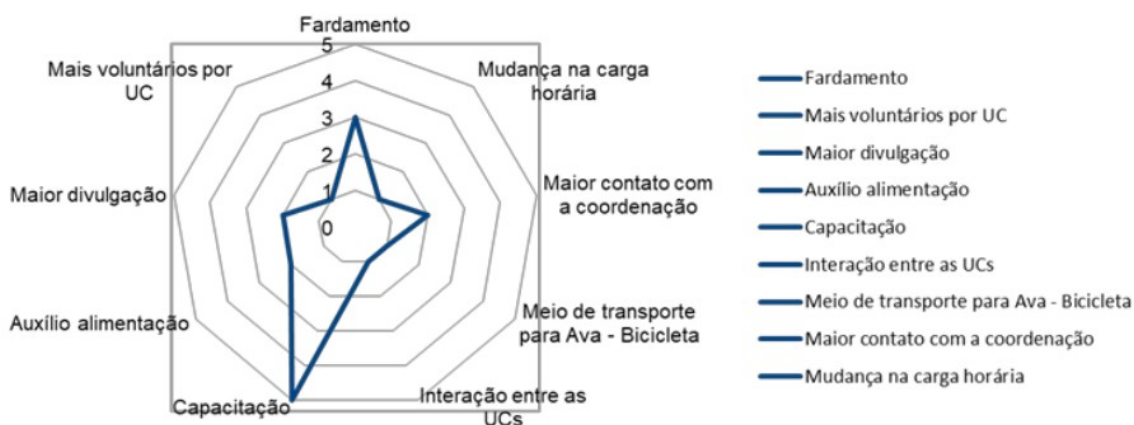 Fardamento
Mudança na carga
horária
Maior contato com
a coordenação
Meio de transporte
para Ava - Bicicleta
Interação entre as
UCs
Capacitação
Auxílio alimentação
Maior divulgação
Mais voluntários por
UC
5
4
3
2
1
0
Fardamento
Mais voluntários por UC
Maior divulgação
Auxílio alimentação
Capacitação
Interação entre as UCs
Meio de transporte para Ava - Bicicleta
Maior contato com a coordenação
Mudança na carga horária